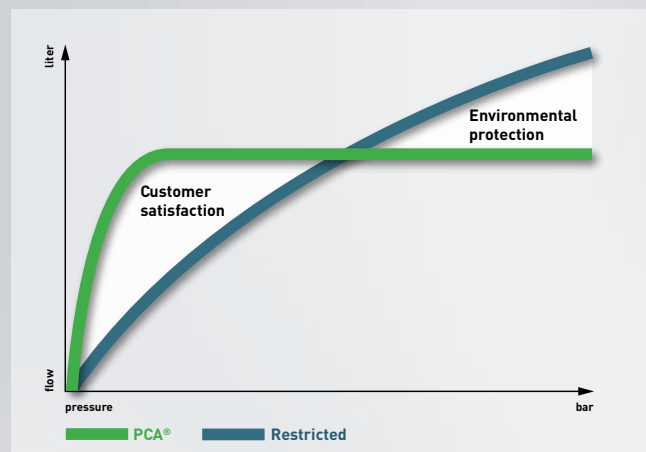 liter
Environmental
protection
Customer
satisfaction
flow
pressure
bar
PCA®
Restricted